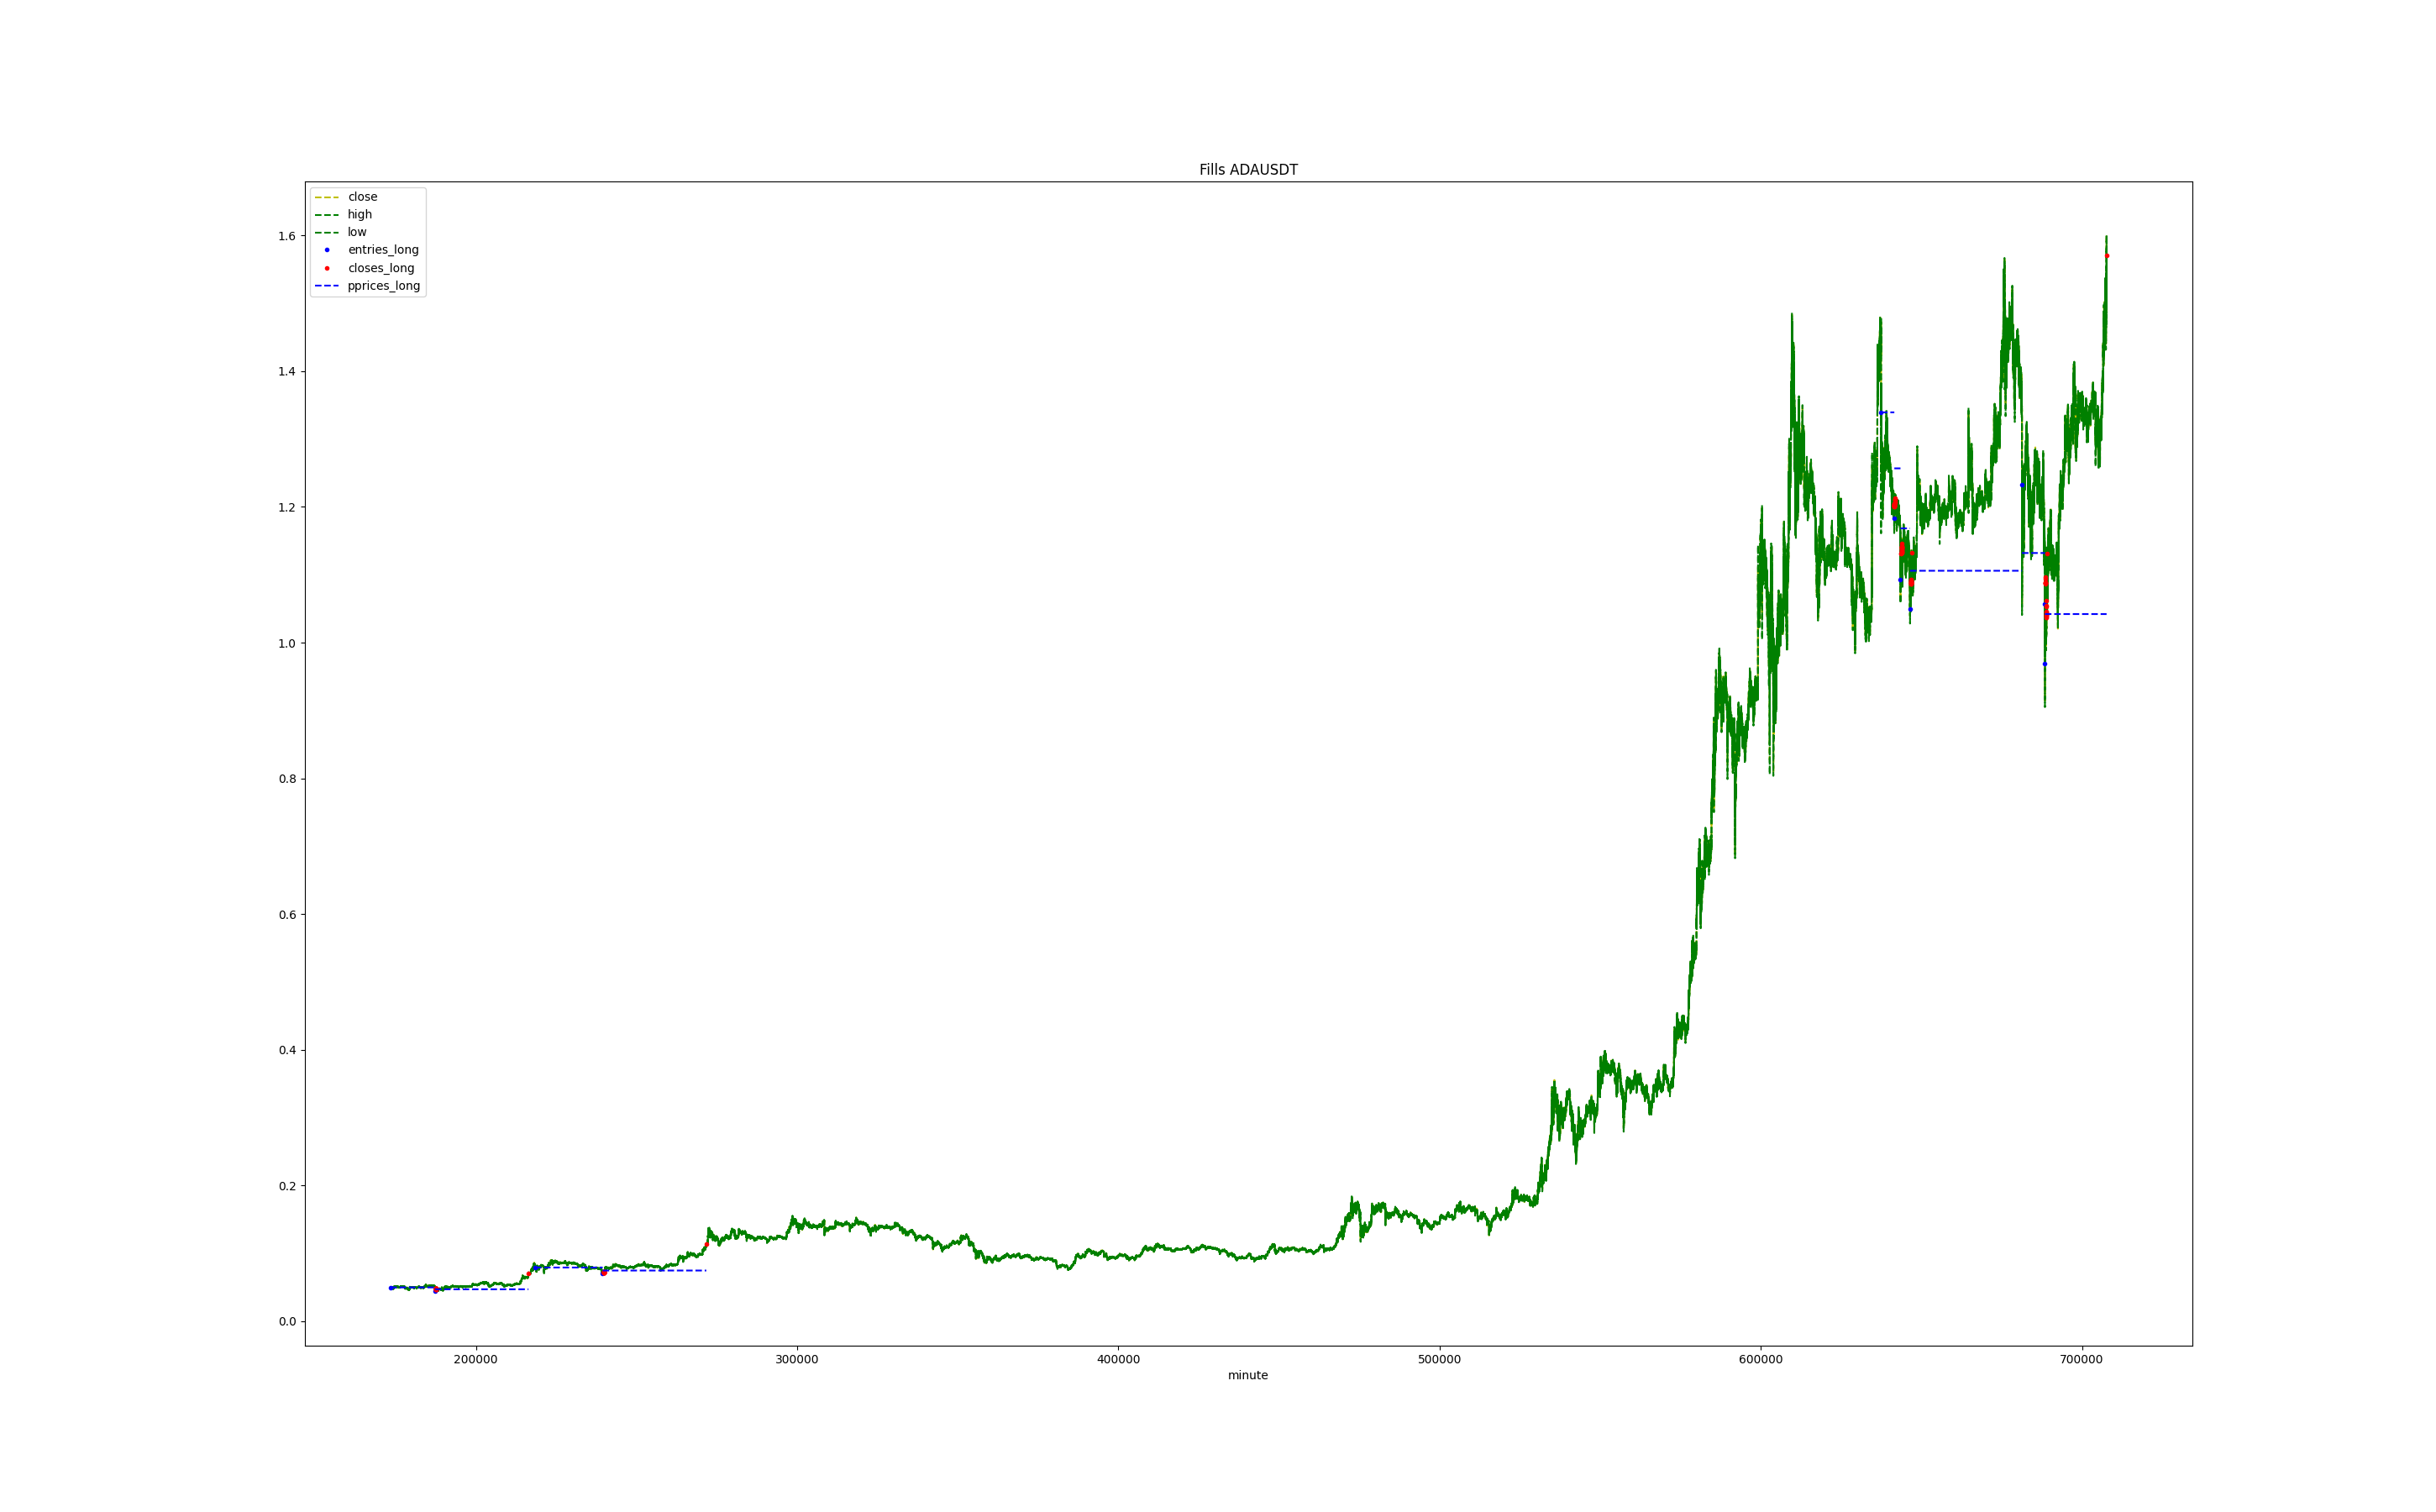 Fills ADAUSDT
close
high
low
entries_long
closes_long
pprices_long
1.6
1.4
1.2
1.0
0.8
0.6
0.4
0.2
0.0
200000 300000 400000 500000 600000 700000
minute